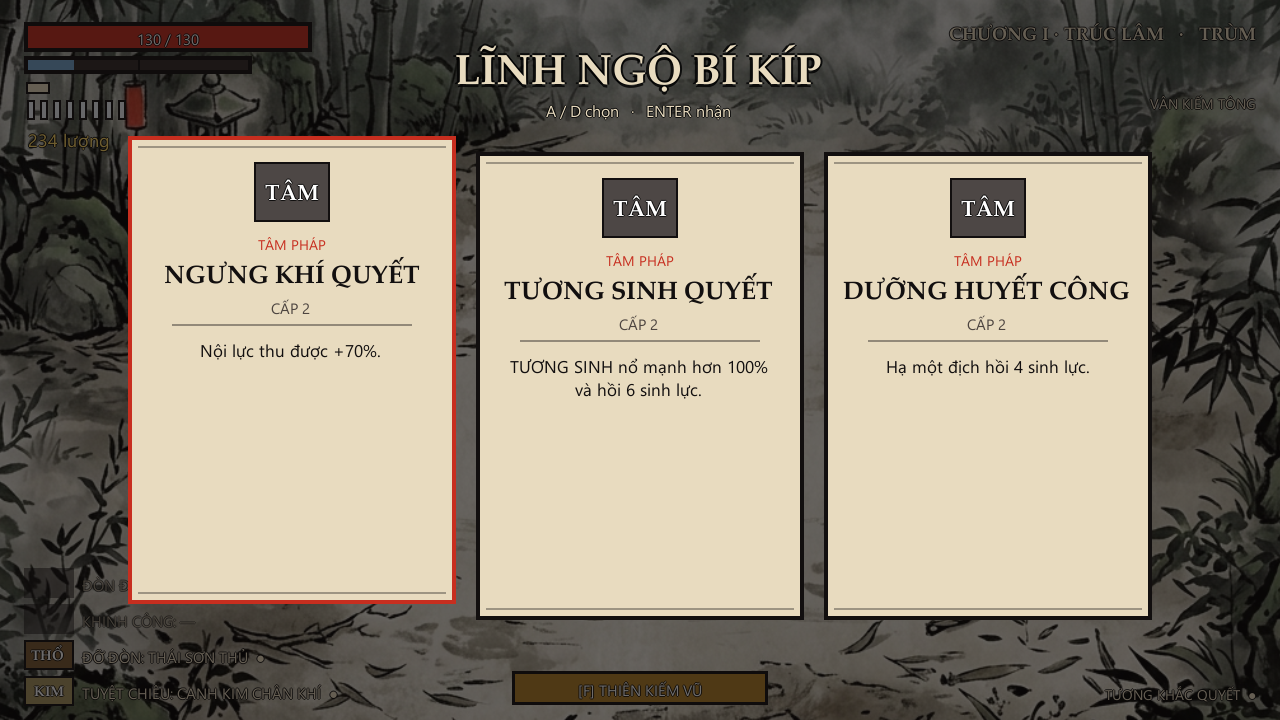 130 / 130
CHƯƠNG I · TRÚC LÂM · TRÙM
LĨNH NGỘ BÍ KÍP
A / D chọn · ENTER nhận
VÂN KIẾM TÔNG
234 lượng
TÂM
TÂM PHÁP
NGƯNG KHÍ QUYẾT
CẤP 2
Nội lực thu được +70%.
TÂM
TÂM PHÁP
TƯƠNG SINH QUYẾT
CẤP 2
TƯƠNG SINH nổ mạnh hơn 100%
và hồi 6 sinh lực.
TÂM
TÂM PHÁP
DƯỠNG HUYẾT CÔNG
CẤP 2
Hạ một địch hồi 4 sinh lực.
ĐÒN
KHINH CÔNG: —
THỔ
ĐỠ ĐÒN: THÁI SƠN THỦ
KIM
TUYỆT CHIÊU: CANH KIM CHÂN KHÍ
[F] THIÊN KIẾM VŨ
TƯƠNG KHẮC QUYẾT